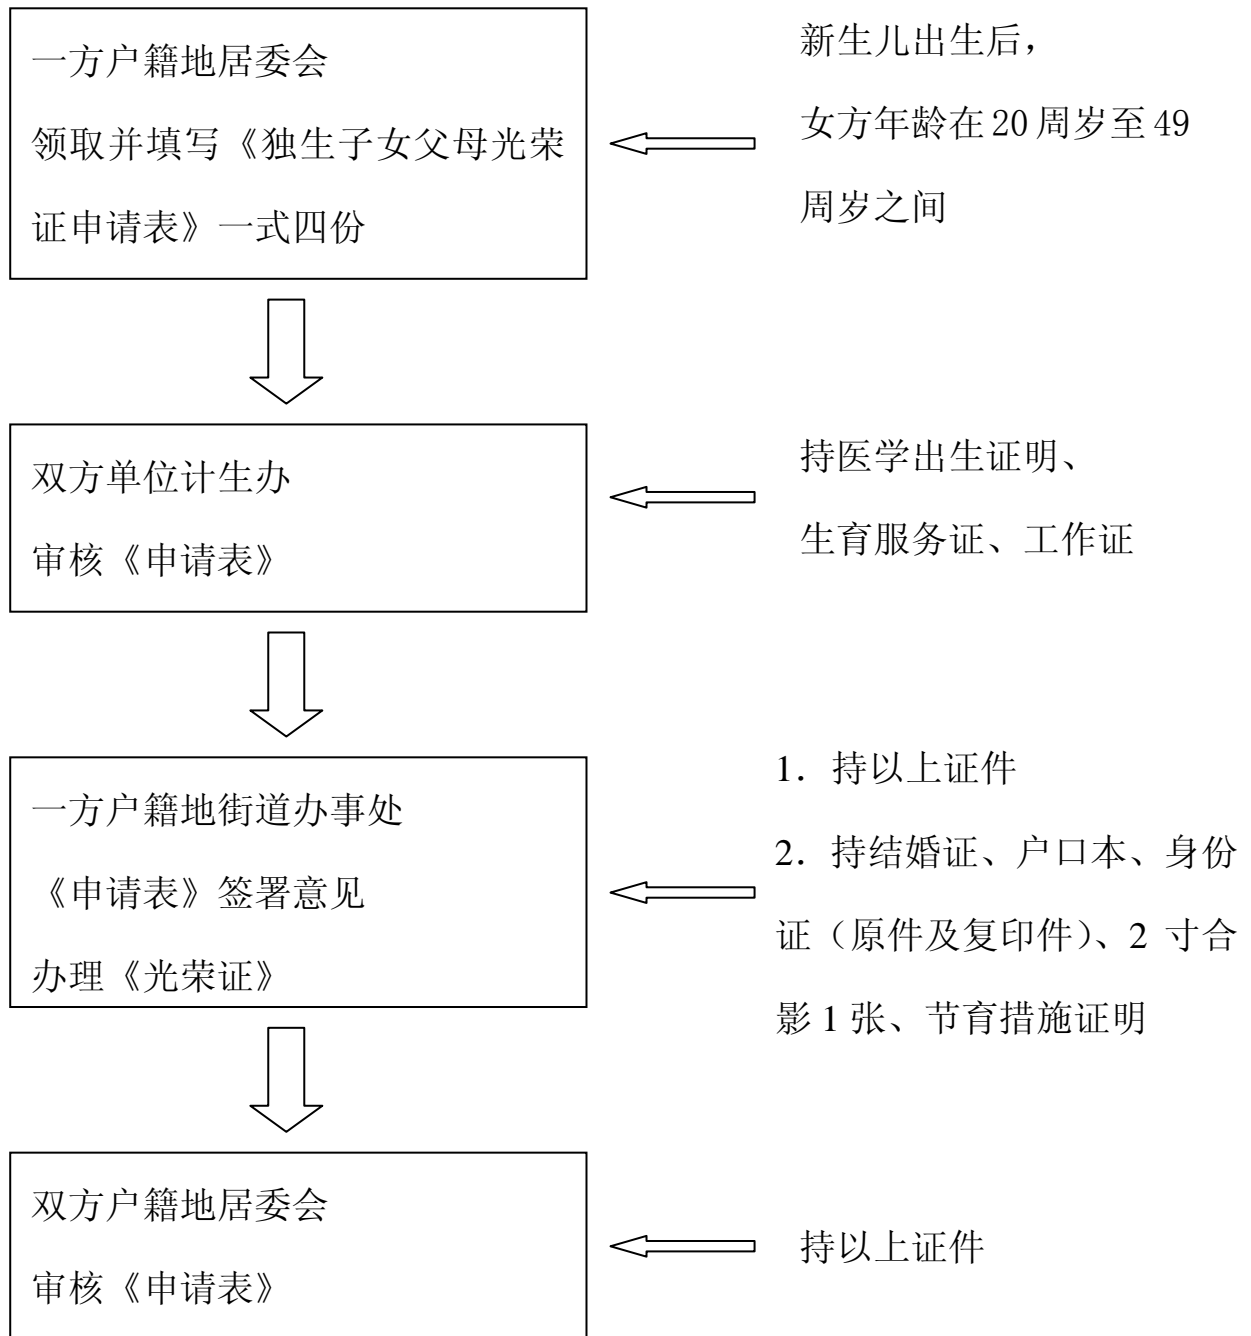 一方户籍地居委会
领取并填写《独生子女父母光荣
证申请表》一式四份
新生儿出生后，
女方年龄在 20 周岁至 49
周岁之间
双方单位计生办
审核《申请表》
持医学出生证明、
生育服务证、工作证
一方户籍地街道办事处
《申请表》签署意见
办理《光荣证》
1．持以上证件
2．持结婚证、户口本、身份
证（原件及复印件）、2 寸合
影 1 张、节育措施证明
双方户籍地居委会
审核《申请表》
持以上证件